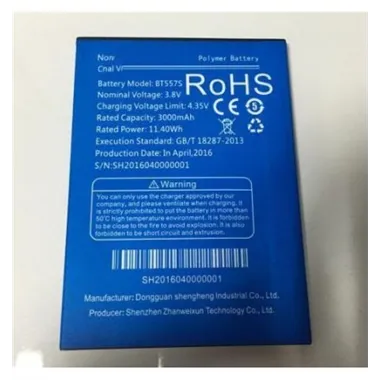 Polymer Battery
Battery Model: BT557S
Nominal Voltage: 3.8V
Charging Voltage Limit: 4.35V
Rated Capacity: 3000mAh
Rated Power: 11.40Wh
RoHS
CE 5
Execution Standard: GB/T 18287-2013
Production Date: In April,2016
S/N:SH2016040000001
Warning
You can only use the charger supplied by our
company, and please ventilate when charging. it
is strictly prohibited to put the battery in more than
50℃ high temperature environment. it is forbidden
to be close to the fire to avoid explosion. it is also
forbidden to be short circuit and extrusion.
SH2016040000001
Manufacturer: Dongguan shengheng Industrial Co., Ltd.
Producer: Shenzhen Zhanweixun Technology Co., Ltd.